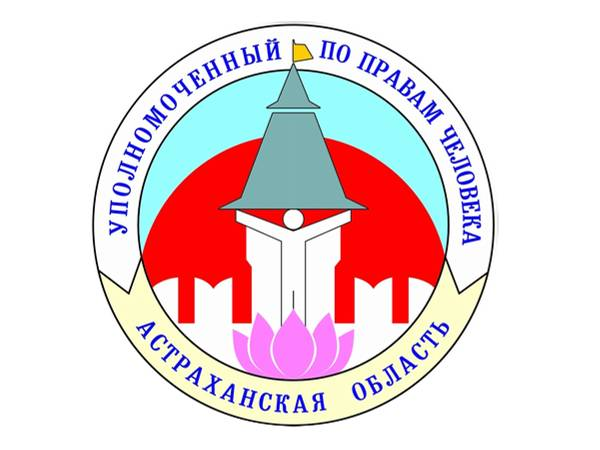 УПОЛНОМОЧЕННЫЙ ПО ПРАВАМ ЧЕЛОВЕКА
АСТРАХАНСКАЯ ОБЛАСТЬ